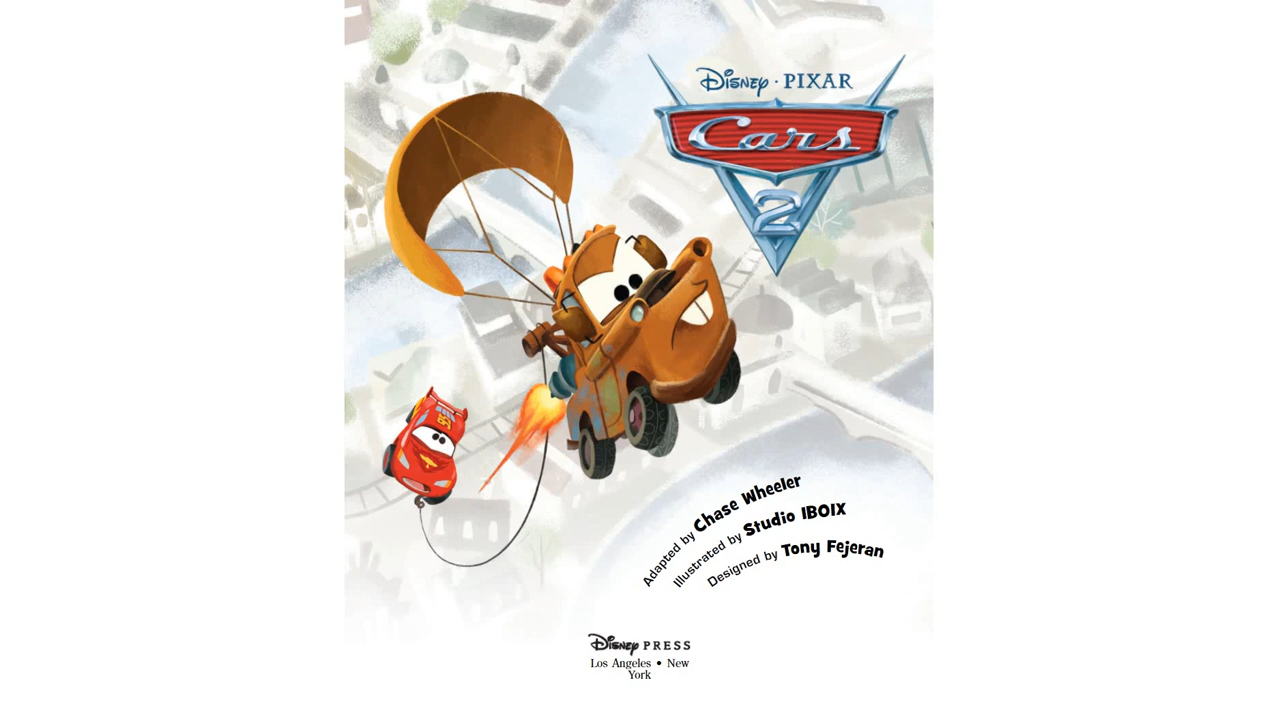 Disney · PIXAR
Cars
2
Adapted by Chase Wheeler
Illustrated by Studio IBOIX
Designed by Tony Fejeran
Disney PRESS
Los Angeles • New
York